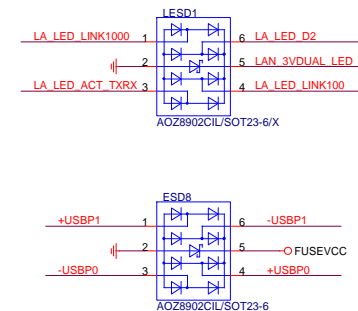 LESD1
LA_LED_LINK1000 1 6 LA_LED_D2
2 5 LAN_3VDUAL_LED
LA_LED_ACT_TXRX 3 4 LA_LED_LINK100
AOZ8902CIL/SOT23-6/X
ESD8
+USBP1 1 6 -USBP1
2 5 FUSEVCC
-USBP0 3 4 +USBP0
AOZ8902CIL/SOT23-6